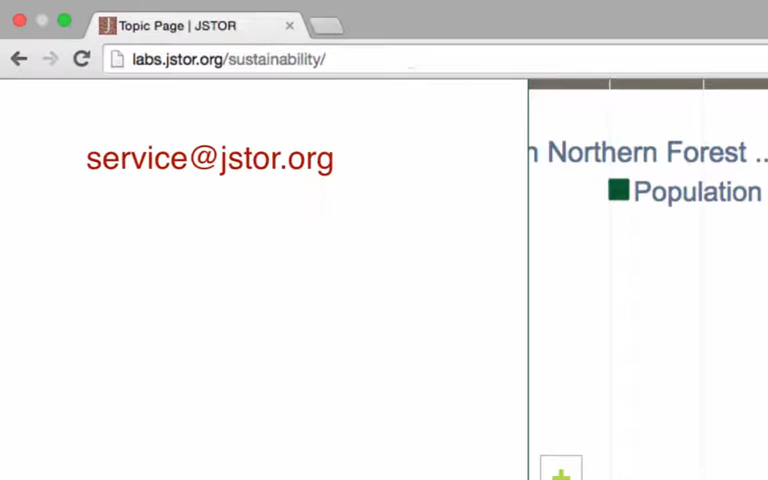 Topic Page | JSTOR
labs.jstor.org/sustainability/
service@jstor.org
Northern Forest ..
Population